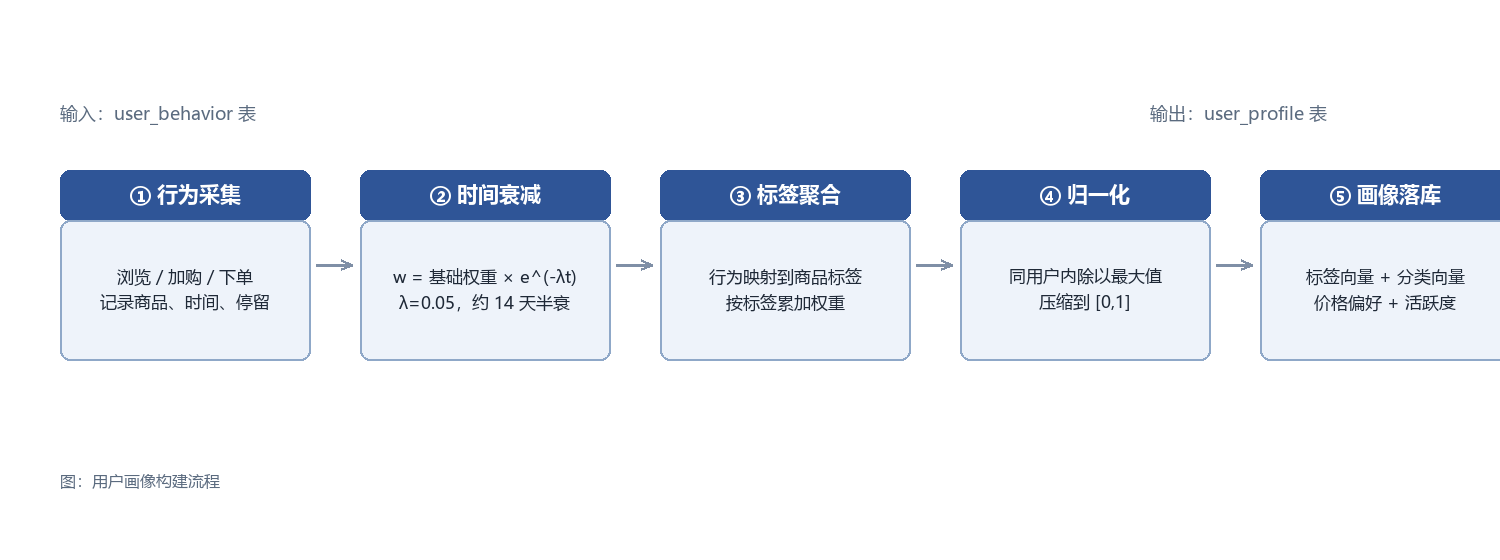 输入：user_behavior 表
输出：user_profile 表
① 行为采集
浏览 / 加购 / 下单
记录商品、时间、停留
② 时间衰减
w = 基础权重 × e^(-λt)
λ=0.05，约 14 天半衰
③ 标签聚合
行为映射到商品标签
按标签累加权重
④ 归一化
同用户内除以最大值
压缩到 [0,1]
⑤ 画像落库
标签向量 + 分类向量
价格偏好 + 活跃度
图：用户画像构建流程